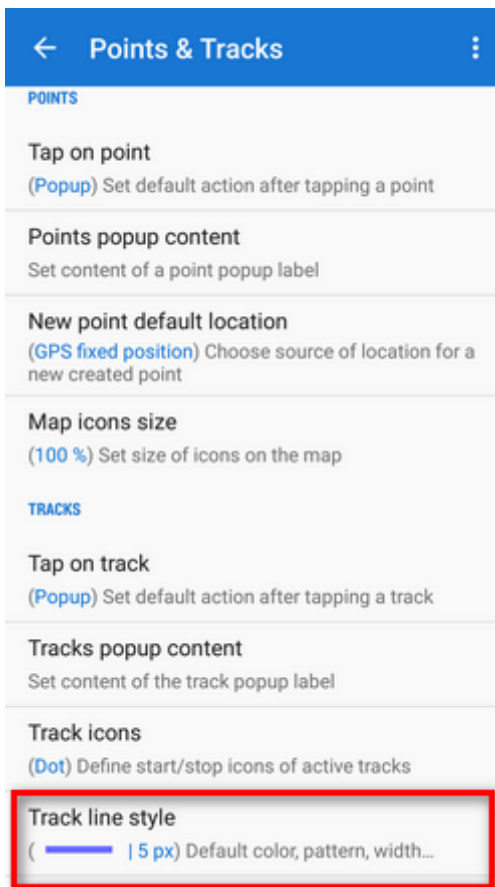 Points & Tracks
POINTS
Tap on point
(Popup) Set default action after tapping a point
Points popup content
Set content of a point popup label
New point default location
(GPS fixed position) Choose source of location for a
new created point
Map icons size
(100 %) Set size of icons on the map
TRACKS
Tap on track
(Popup) Set default action after tapping a track
Tracks popup content
Set content of the track popup label
Track icons
(Dot) Define start/stop icons of active tracks
Track line style
( | 5 px) Default color, pattern, width...